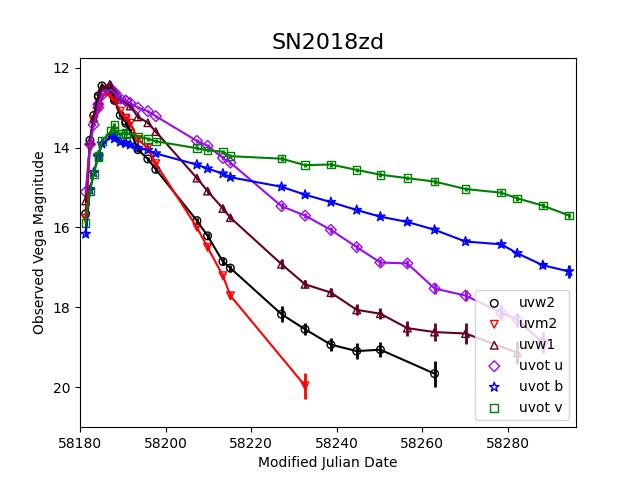 SN2018zd
Observed Vega Magnitude
12
14
16
18
20
58180
58200
58220
58240
58260
58280
Modified Julian Date
uvw2
uvm2
uvw1
uvot u
uvot b
uvot v